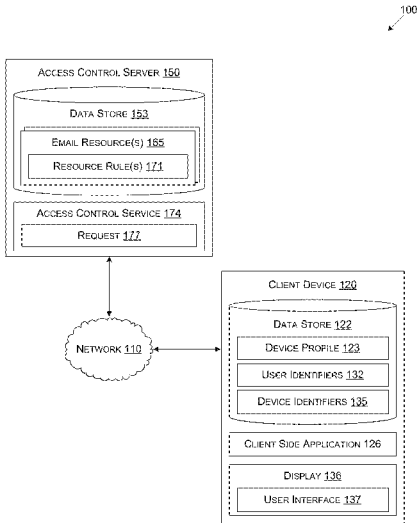 100
ACCESS CONTROL SERVER 150
DATA STORE 153
EMAIL RESOURCE(S) 165
RESOURCE RULE(S) 171
ACCESS CONTROL SERVICE 174
REQUEST 177
NETWORK 110
CLIENT DEVICE 120
DATA STORE 122
DEVICE PROFILE 123
USER IDENTIFIERS 132
DEVICE IDENTIFIERS 135
CLIENT SIDE APPLICATION 126
DISPLAY 136
USER INTERFACE 137